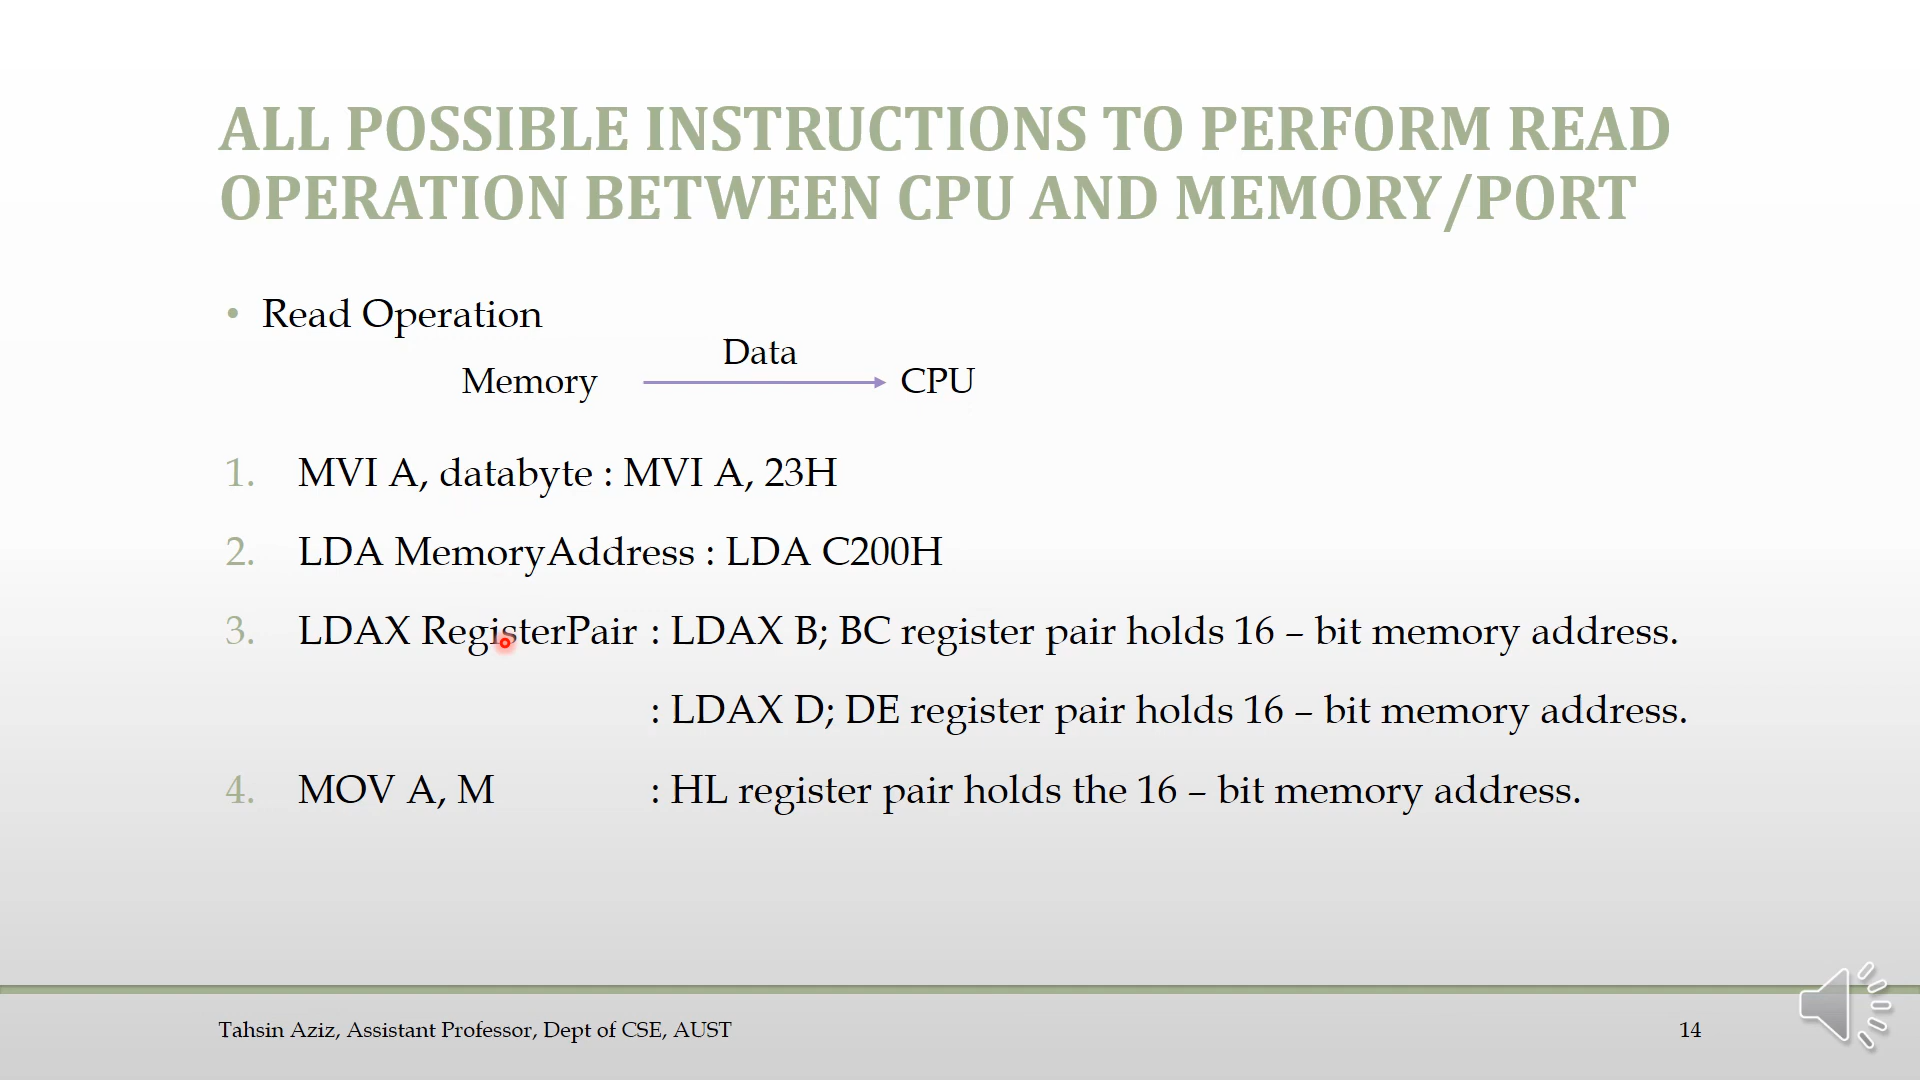 ALL POSSIBLE INSTRUCTIONS TO PERFORM READ
OPERATION BETWEEN CPU AND MEMORY/PORT
• Read Operation
Data
Memory CPU
1. MVI A, databyte : MVI A, 23H
2. LDA MemoryAddress : LDA C200H
3. LDAX RegisterPair : LDAX B; BC register pair holds 16 – bit memory address.
: LDAX D; DE register pair holds 16 – bit memory address.
4. MOV A, M : HL register pair holds the 16 – bit memory address.
Tahsin Aziz, Assistant Professor, Dept of CSE, AUST 14